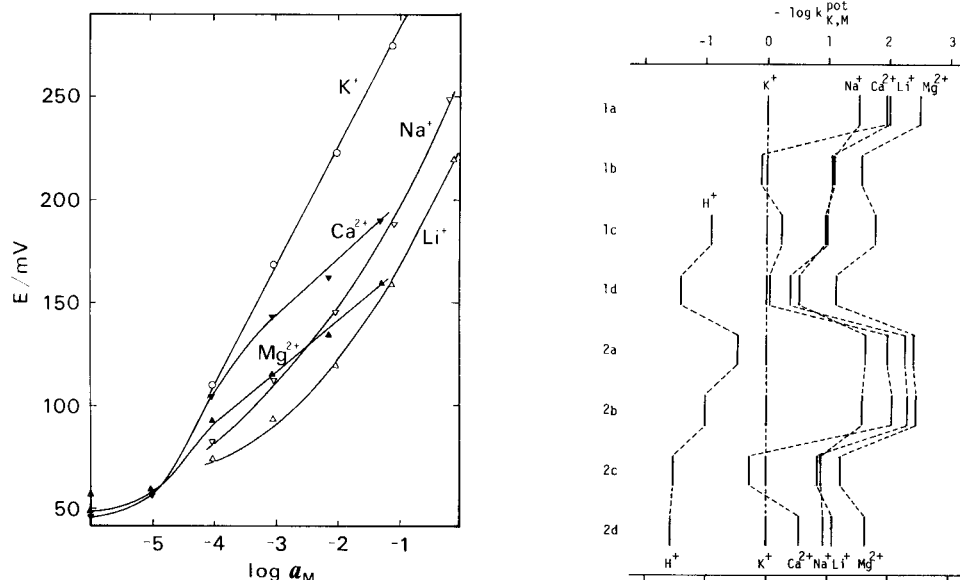 E /mV
250
200
150
100
50
K⁺
Na⁺
Ca²⁺
Li⁺
Mg²⁺
-5 -4 -3 -2 -1
log aM
- log k pot K,M
-1 0 1 2 3
K⁺ Na⁺ Ca²⁺ Li⁺ Mg²⁺
1a
1b
H⁺
1c
1d
2a
2b
2c
2d
H⁺ K⁺ Ca²⁺ Na⁺ Li⁺ Mg²⁺